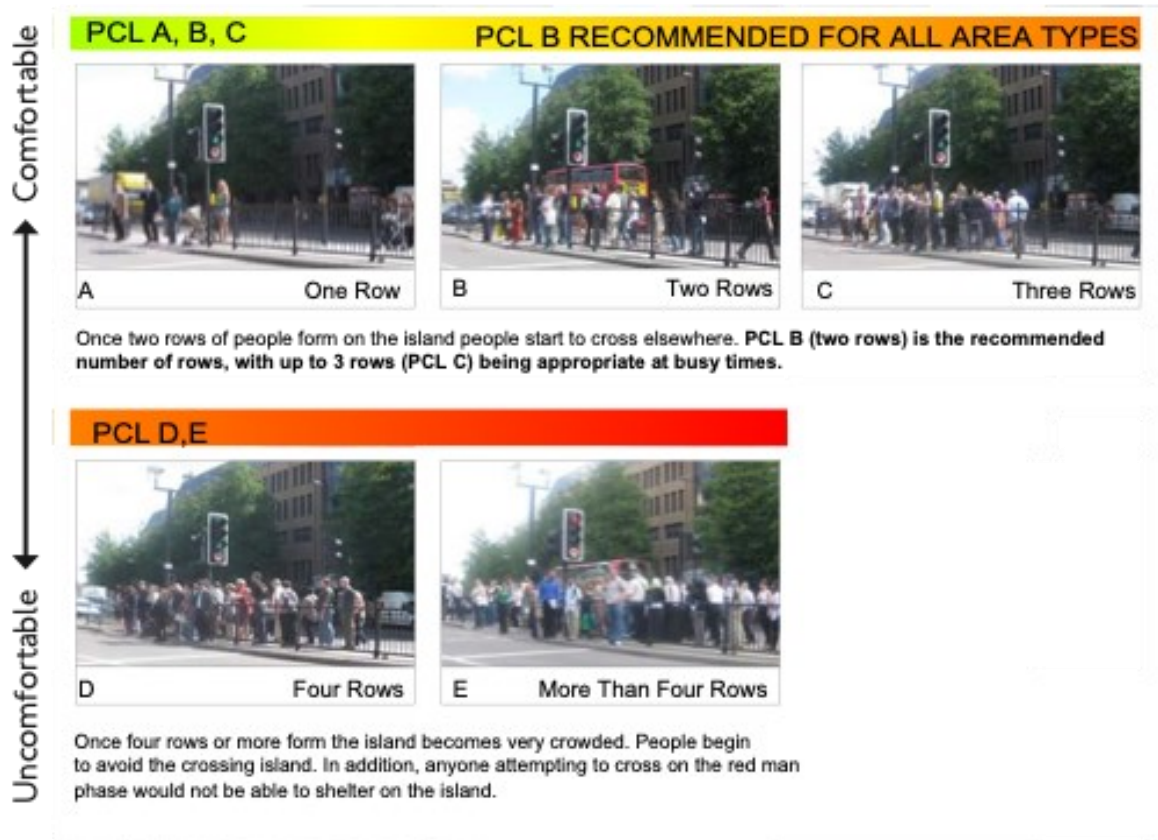 Comfortable
Uncomfortable
PCL A, B, C
PCL B RECOMMENDED FOR ALL AREA TYPES
A One Row
B Two Rows
C Three Rows
Once two rows of people form on the island people start to cross elsewhere. PCL B (two rows) is the recommended
number of rows, with up to 3 rows (PCL C) being appropriate at busy times.
PCL D,E
D Four Rows
E More Than Four Rows
Once four rows or more form the island becomes very crowded. People begin
to avoid the crossing island. In addition, anyone attempting to cross on the red man
phase would not be able to shelter on the island.